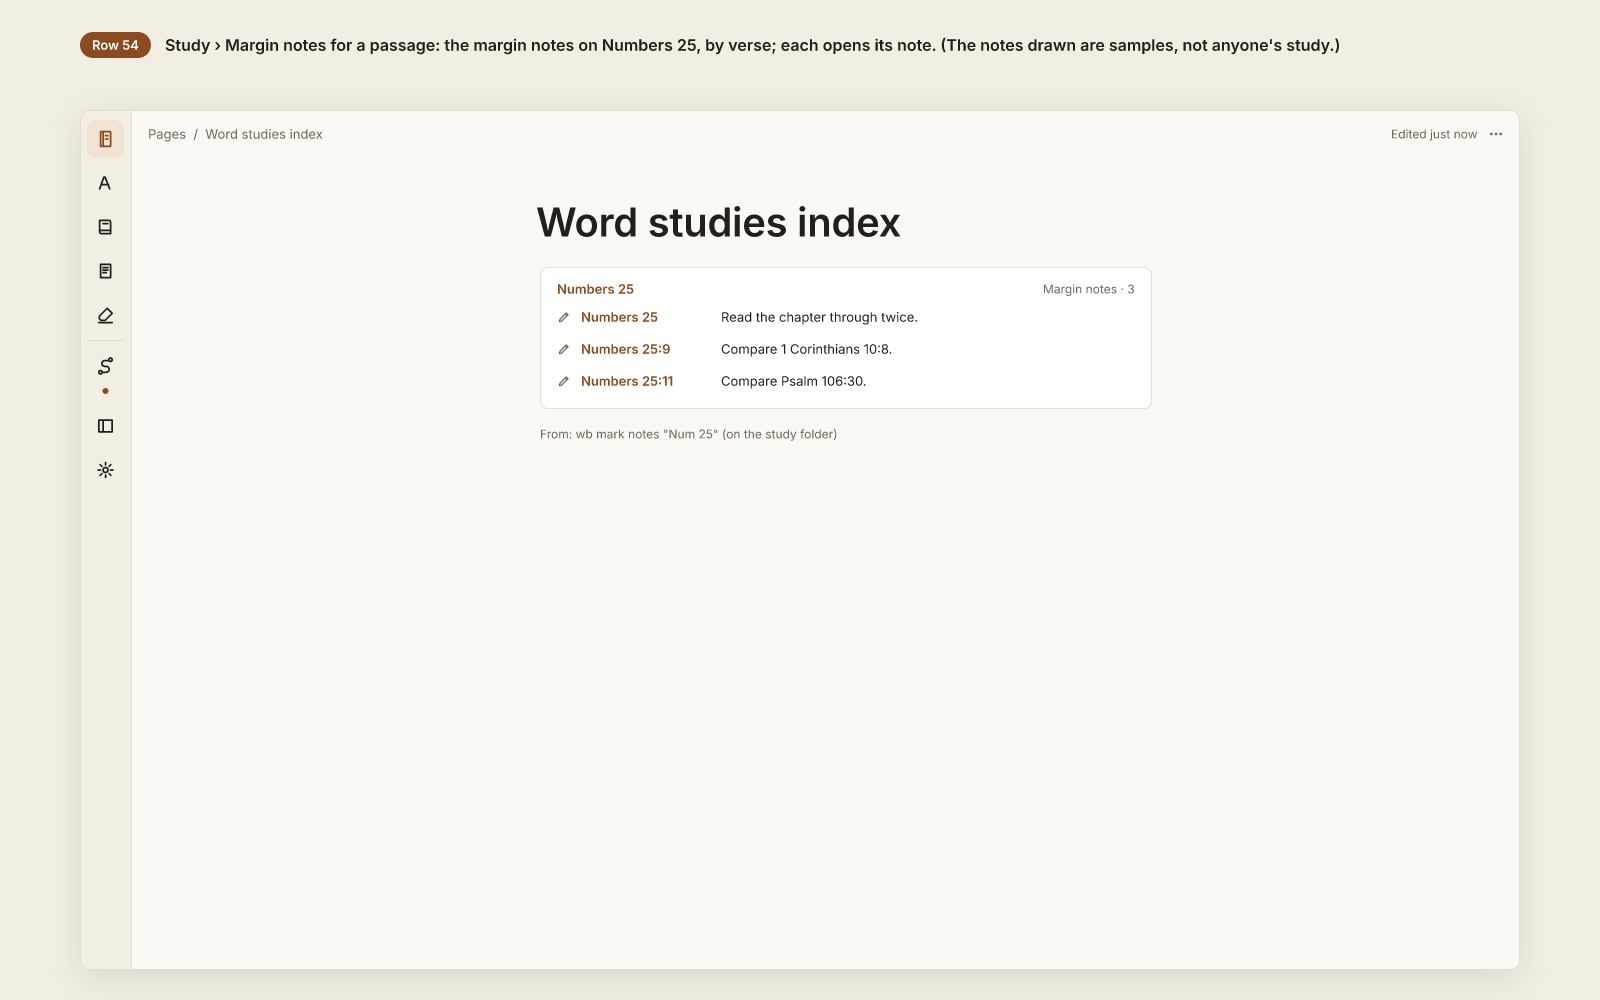 Row 54
Study › Margin notes for a passage: the margin notes on Numbers 25, by verse; each opens its note. (The notes drawn are samples, not anyone's study.)
Pages / Word studies index
Edited just now
Word studies index
Numbers 25
Margin notes · 3
Numbers 25 Read the chapter through twice.
Numbers 25:9 Compare 1 Corinthians 10:8.
Numbers 25:11 Compare Psalm 106:30.
From: wb mark notes "Num 25" (on the study folder)